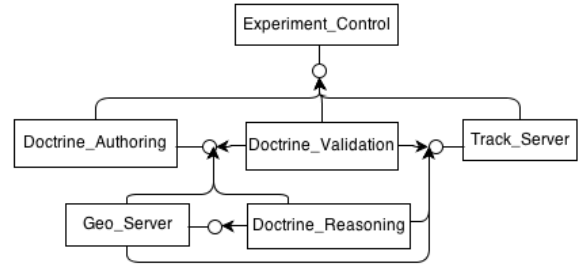 Experiment_Control
Doctrine_Authoring
Doctrine_Validation
Track_Server
Geo_Server
Doctrine_Reasoning